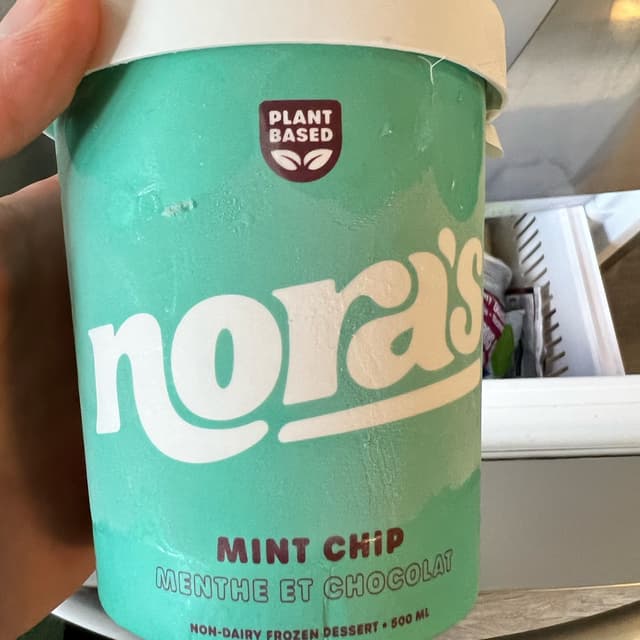 PLANT
BASED
nora's
MINT CHiP
MENTHE ET CHOCOLAT
NON-DAIRY FROZEN DESSERT • 500 ML